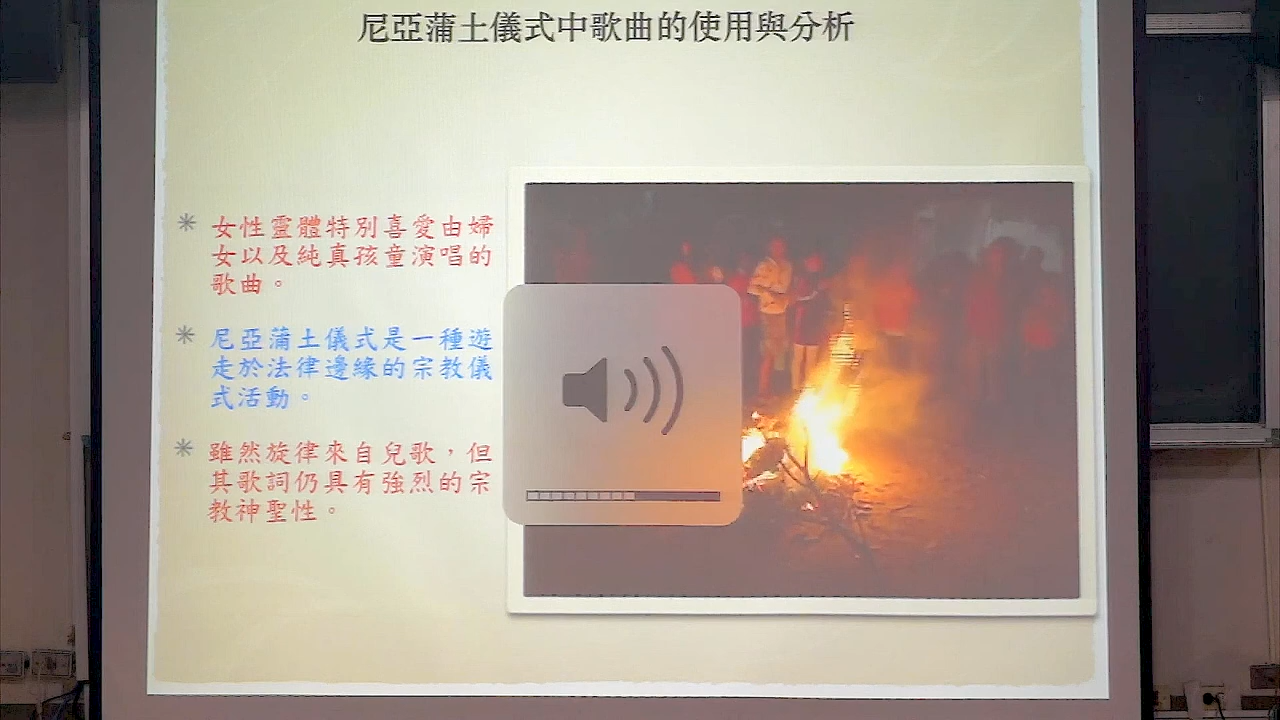 尼亞蒲土儀式中歌曲的使用與分析
女性靈體特別喜愛由婦
女以及純真孩童演唱的
歌曲。
尼亞蒲土儀式是一種遊
走於法律邊緣的宗教儀
式活動。
雖然旋律來自兒歌，但
其歌詞仍具有強烈的宗
教神聖性。